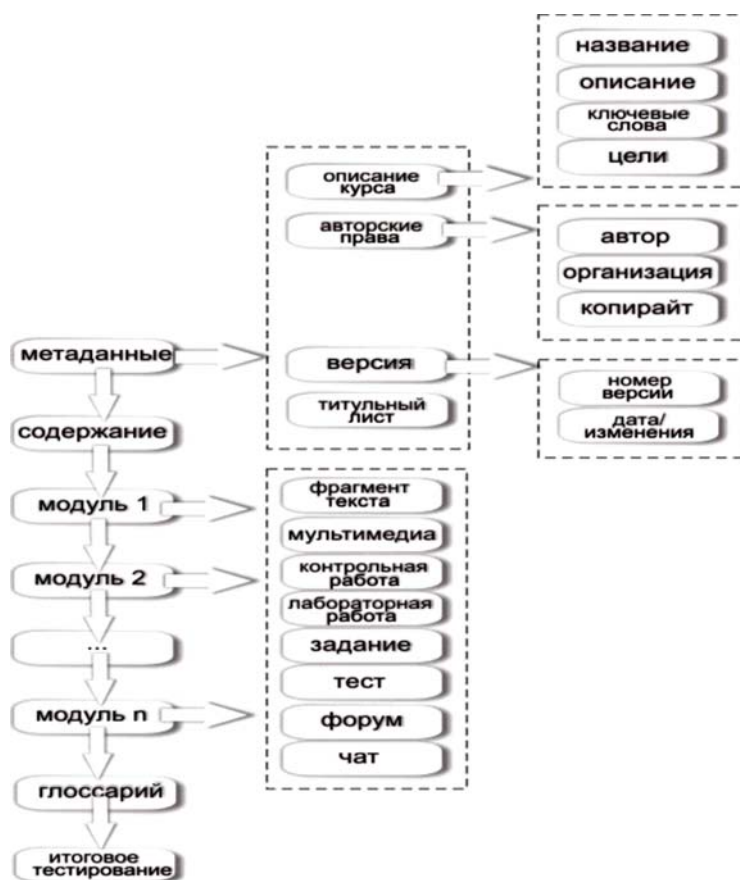 название
описание
ключевые
слова
цели
описание
курса
авторские
права
автор
организация
копирайт
метаданные
версия
титульный
лист
номер
версии
дата/
изменения
содержание
модуль 1
модуль 2
...
модуль n
глоссарий
итоговое
тестирование
фрагмент
текста
мультимедиа
контрольная
работа
лабораторная
работа
задание
тест
форум
чат